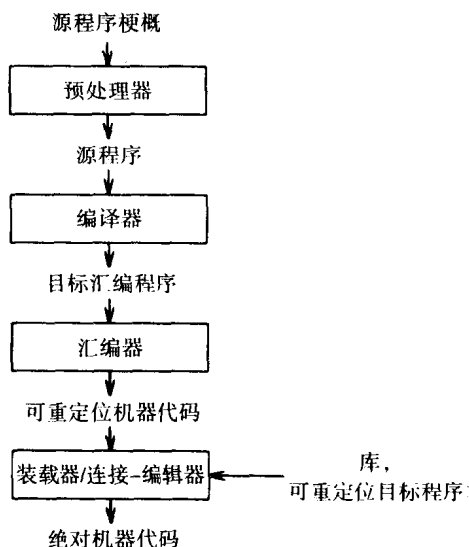 源程序梗概
预处理器
源程序
编译器
目标汇编程序
汇编器
可重定位机器代码
装载器/连接-编辑器
库,
可重定位目标程序
绝对机器代码